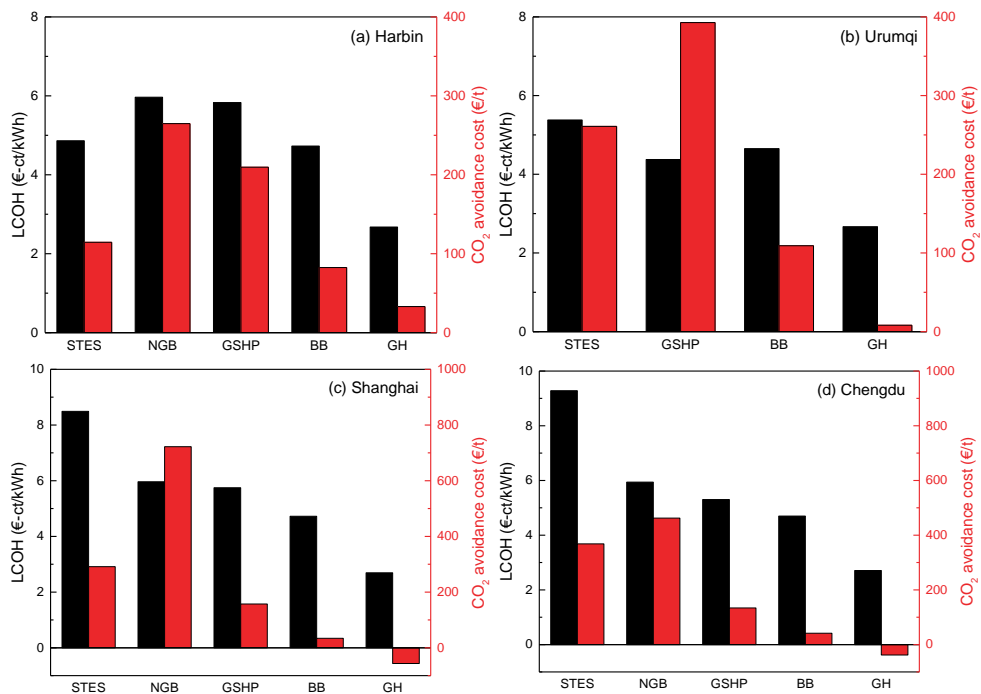 (a) Harbin
LCOH (€-ct/kWh)
8
6
4
2
0
STES NGB GSHP BB GH
400
300
200
100
0
CO₂ avoidance cost (€/t)
(b) Urumqi
LCOH (€-ct/kWh)
8
6
4
2
0
STES GSHP BB GH
400
300
200
100
0
CO₂ avoidance cost (€/t)
(c) Shanghai
LCOH (€-ct/kWh)
10
8
6
4
2
0
STES NGB GSHP BB GH
1000
800
600
400
200
0
CO₂ avoidance cost (€/t)
(d) Chengdu
LCOH (€-ct/kWh)
10
8
6
4
2
0
STES NGB GSHP BB GH
1000
800
600
400
200
0
CO₂ avoidance cost (€/t)